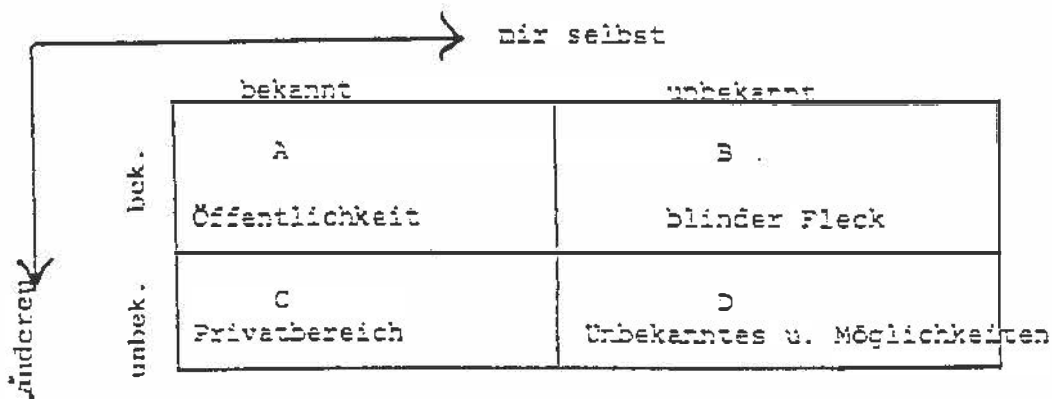 mir selbst
bekannt unbekannt
bek.
A B
Öffentlichkeit blinder Fleck
unbek.
C D
Privatbereich Unbekanntes u. Möglichkeiten
Anderen